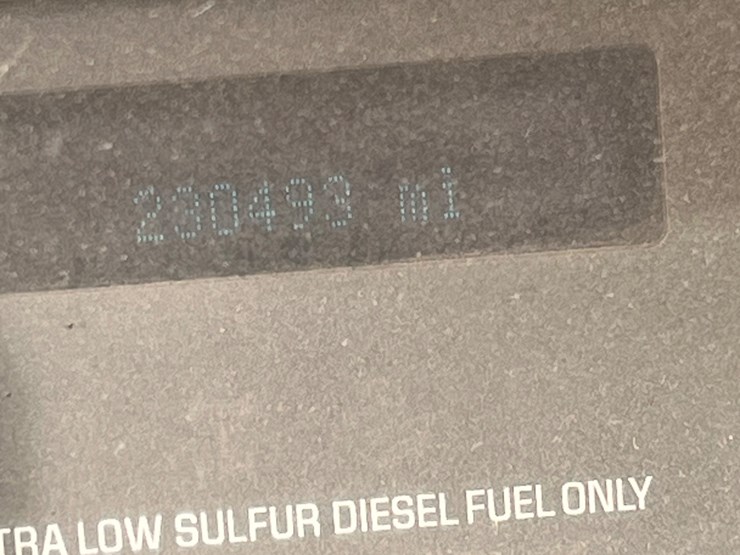 230493 mi
TRA LOW SULFUR DIESEL FUEL ONLY